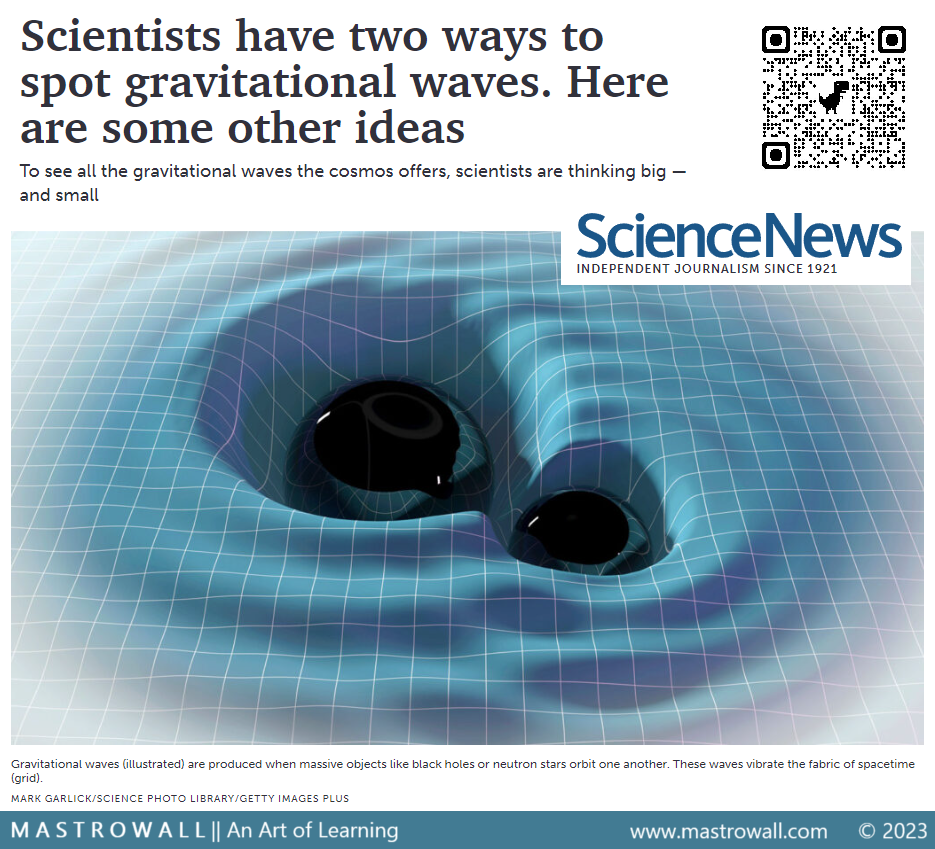 Scientists have two ways to
spot gravitational waves. Here
are some other ideas
To see all the gravitational waves the cosmos offers, scientists are thinking big —
and small
ScienceNews
INDEPENDENT JOURNALISM SINCE 1921
Gravitational waves (illustrated) are produced when massive objects like black holes or neutron stars orbit one another. These waves vibrate the fabric of spacetime
(grid).
MARK GARLICK/SCIENCE PHOTO LIBRARY/GETTY IMAGES PLUS
MASTROWALL || An Art of Learning www.mastrowall.com © 2023